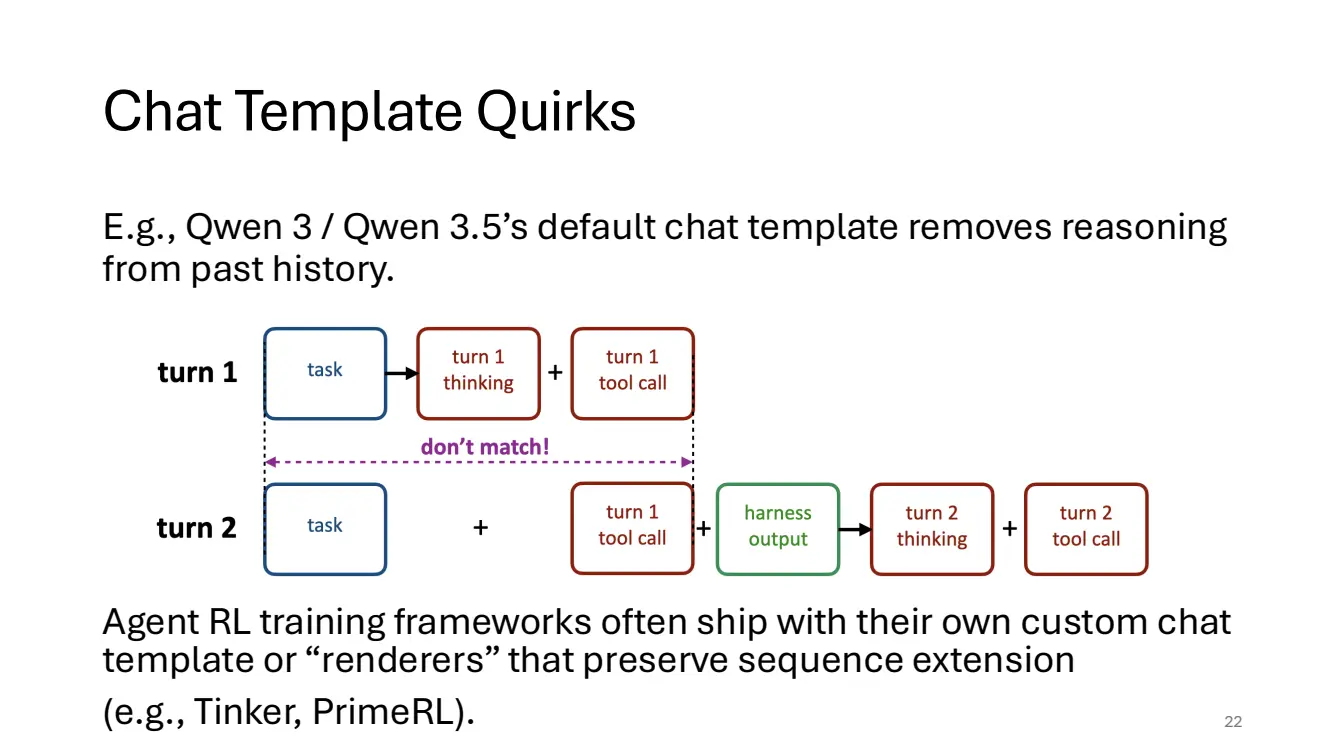 Chat Template Quirks
E.g., Qwen 3 / Qwen 3.5’s default chat template removes reasoning
from past history.
turn 1
task
turn 1
thinking
+
turn 1
tool call
don’t match!
turn 2
task
+
turn 1
tool call
+
harness
output
turn 2
thinking
+
turn 2
tool call
Agent RL training frameworks often ship with their own custom chat
template or “renderers” that preserve sequence extension
(e.g., Tinker, PrimeRL).
22